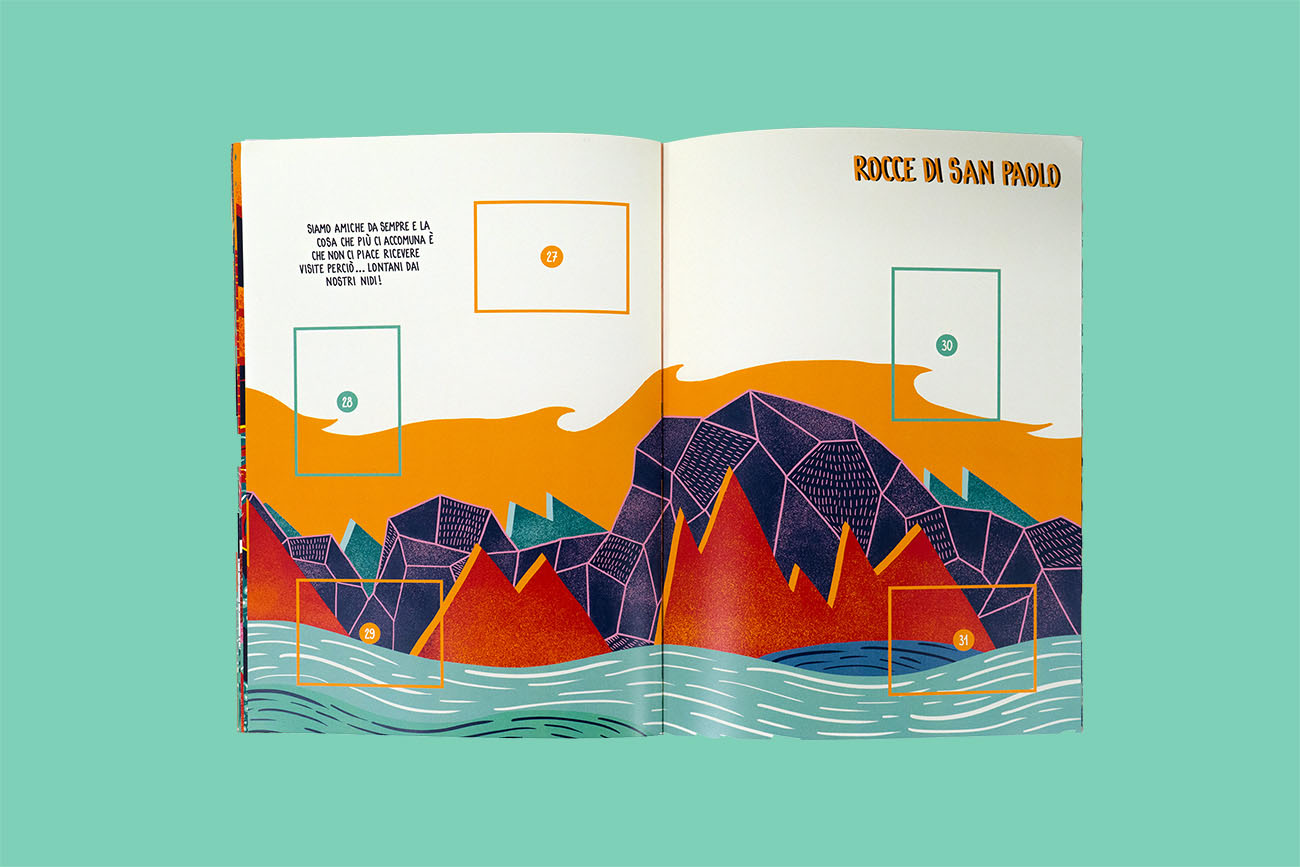 SIAMO AMICHE DA SEMPRE E LA
COSA CHE PIÙ CI ACCOMUNA È
CHE NON CI PIACE RICEVERE
VISITE PERCIÒ... LONTANI DAI
NOSTRI NIDI!
27
28
29
ROCCE DI SAN PAOLO
30
31